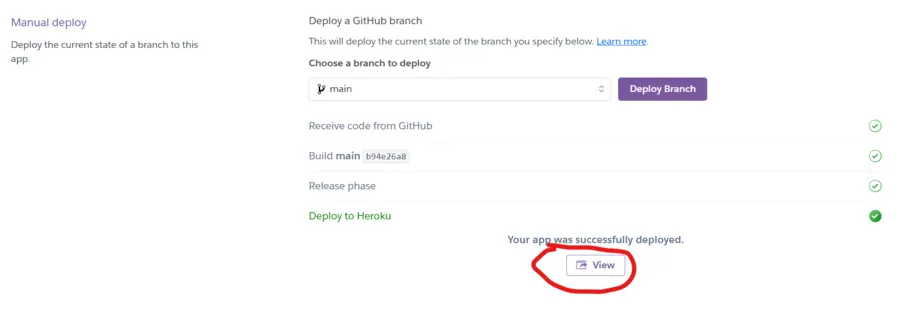 Manual deploy
Deploy the current state of a branch to this
app.
Deploy a GitHub branch
This will deploy the current state of the branch you specify below. Learn more.
Choose a branch to deploy
main
Deploy Branch
Receive code from GitHub
Build main b94e26a8
Release phase
Deploy to Heroku
Your app was successfully deployed.
View